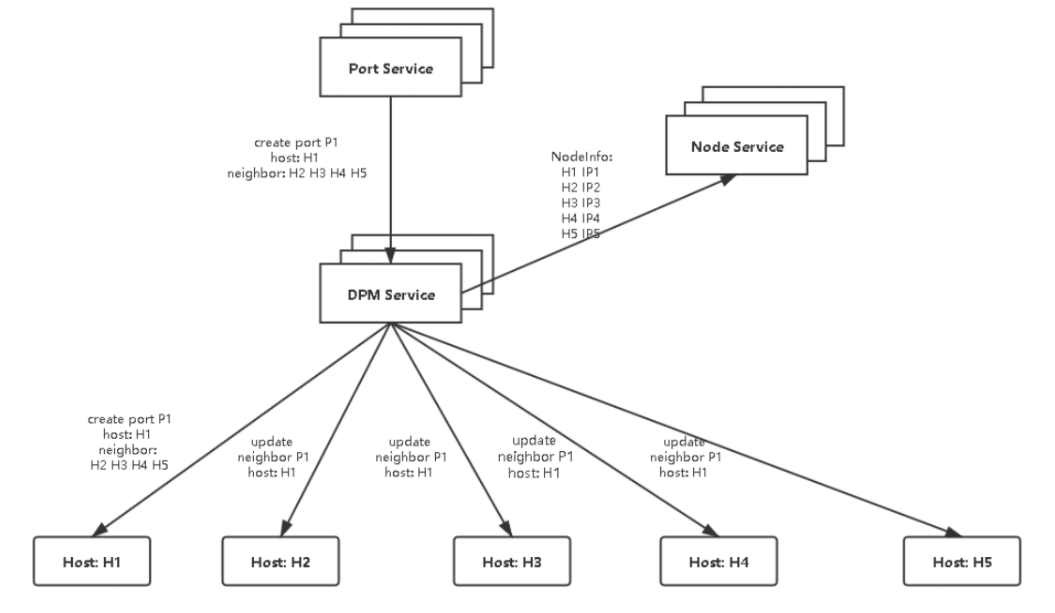 Port Service
create port P1
host: H1
neighbor: H2 H3 H4 H5
Node Service
NodeInfo:
H1 IP1
H2 IP2
H3 IP3
H4 IP4
H5 IP5
DPM Service
create port P1
host: H1
neighbor:
H2 H3 H4 H5
update
neighbor P1
host: H1
update
neighbor P1
host: H1
update
neighbor P1
host: H1
update
neighbor P1
host: H1
Host: H1
Host: H2
Host: H3
Host: H4
Host: H5